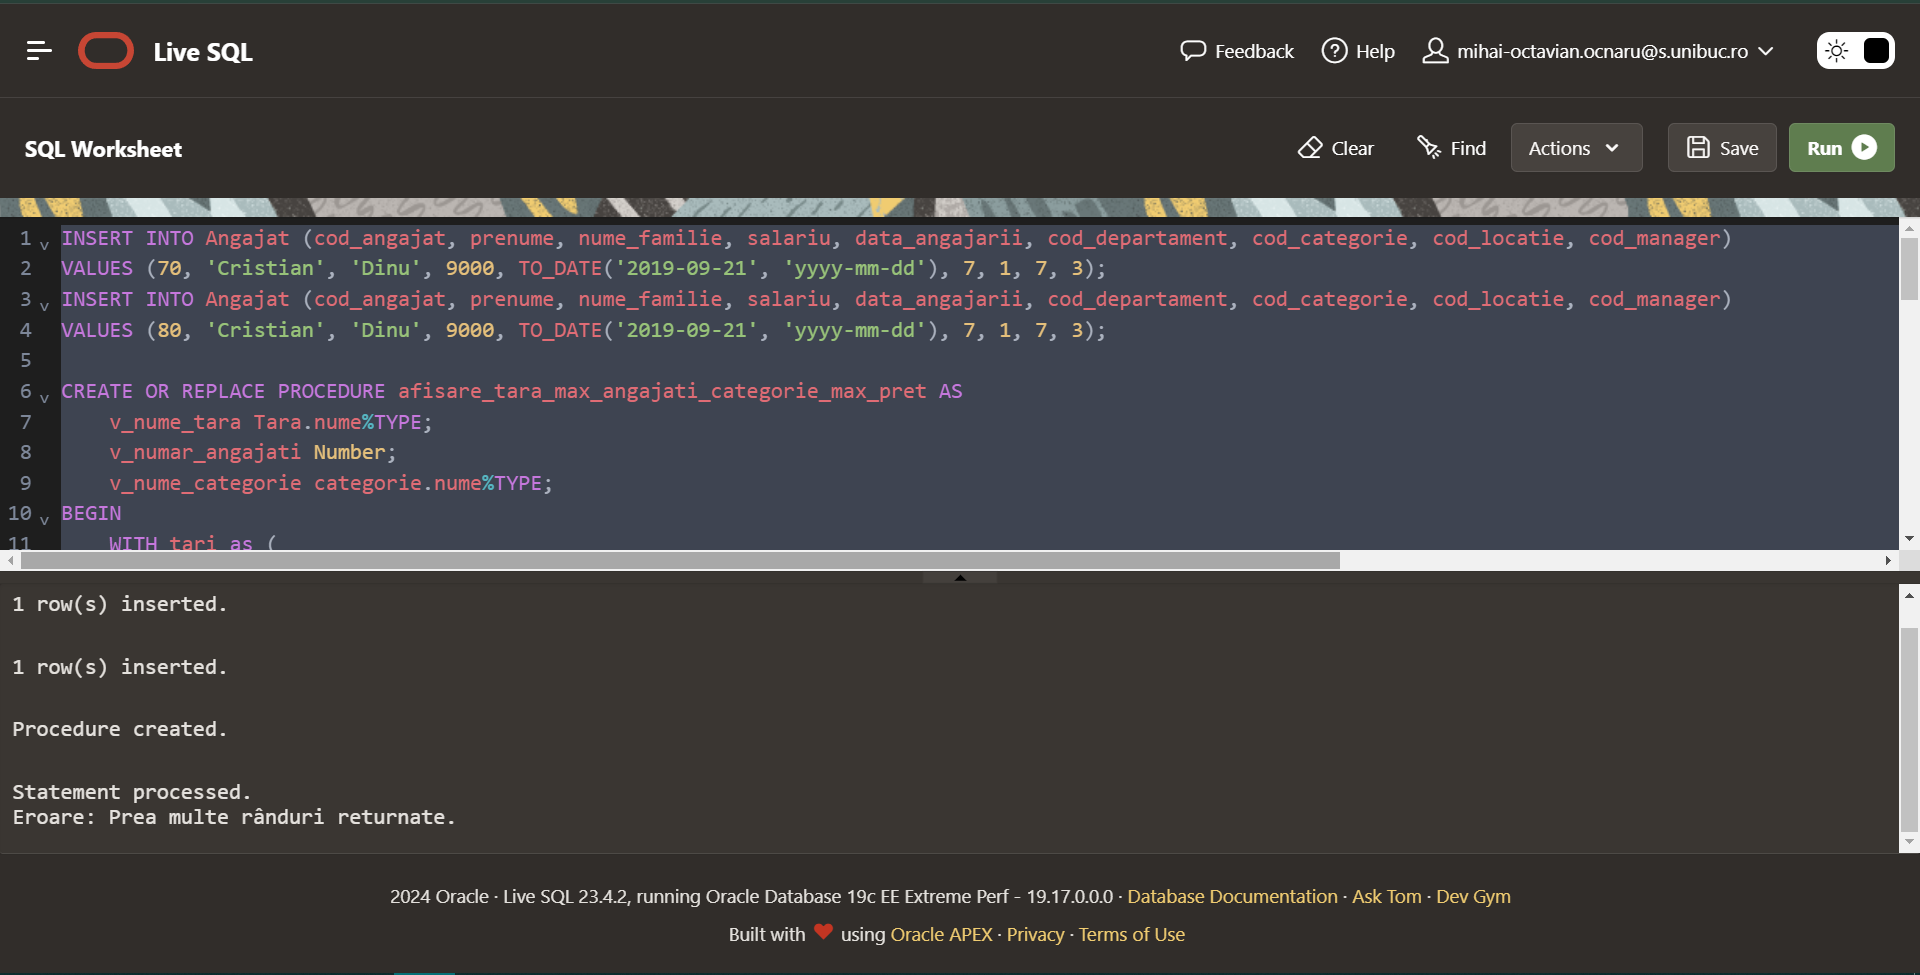 Live SQL
Feedback
Help
mihai-octavian.ocnaru@s.unibuc.ro
SQL Worksheet
Clear
Find
Actions
Save
Run
1 INSERT INTO Angajat (cod_angajat, prenume, nume_familie, salariu, data_angajarii, cod_departament, cod_categorie, cod_locatie, cod_manager)
2 VALUES (70, 'Cristian', 'Dinu', 9000, TO_DATE('2019-09-21', 'yyyy-mm-dd'), 7, 1, 7, 3);
3 INSERT INTO Angajat (cod_angajat, prenume, nume_familie, salariu, data_angajarii, cod_departament, cod_categorie, cod_locatie, cod_manager)
4 VALUES (80, 'Cristian', 'Dinu', 9000, TO_DATE('2019-09-21', 'yyyy-mm-dd'), 7, 1, 7, 3);
5
6 CREATE OR REPLACE PROCEDURE afisare_tara_max_angajati_categorie_max_pret AS
7 v_nume_tara Tara.nume%TYPE;
8 v_numar_angajati Number;
9 v_nume_categorie categorie.nume%TYPE;
10 BEGIN
11 WITH tari as (
1 row(s) inserted.
1 row(s) inserted.
Procedure created.
Statement processed.
Eroare: Prea multe rânduri returnate.
2024 Oracle · Live SQL 23.4.2, running Oracle Database 19c EE Extreme Perf - 19.17.0.0.0 · Database Documentation · Ask Tom · Dev Gym
Built with ❤ using Oracle APEX · Privacy · Terms of Use